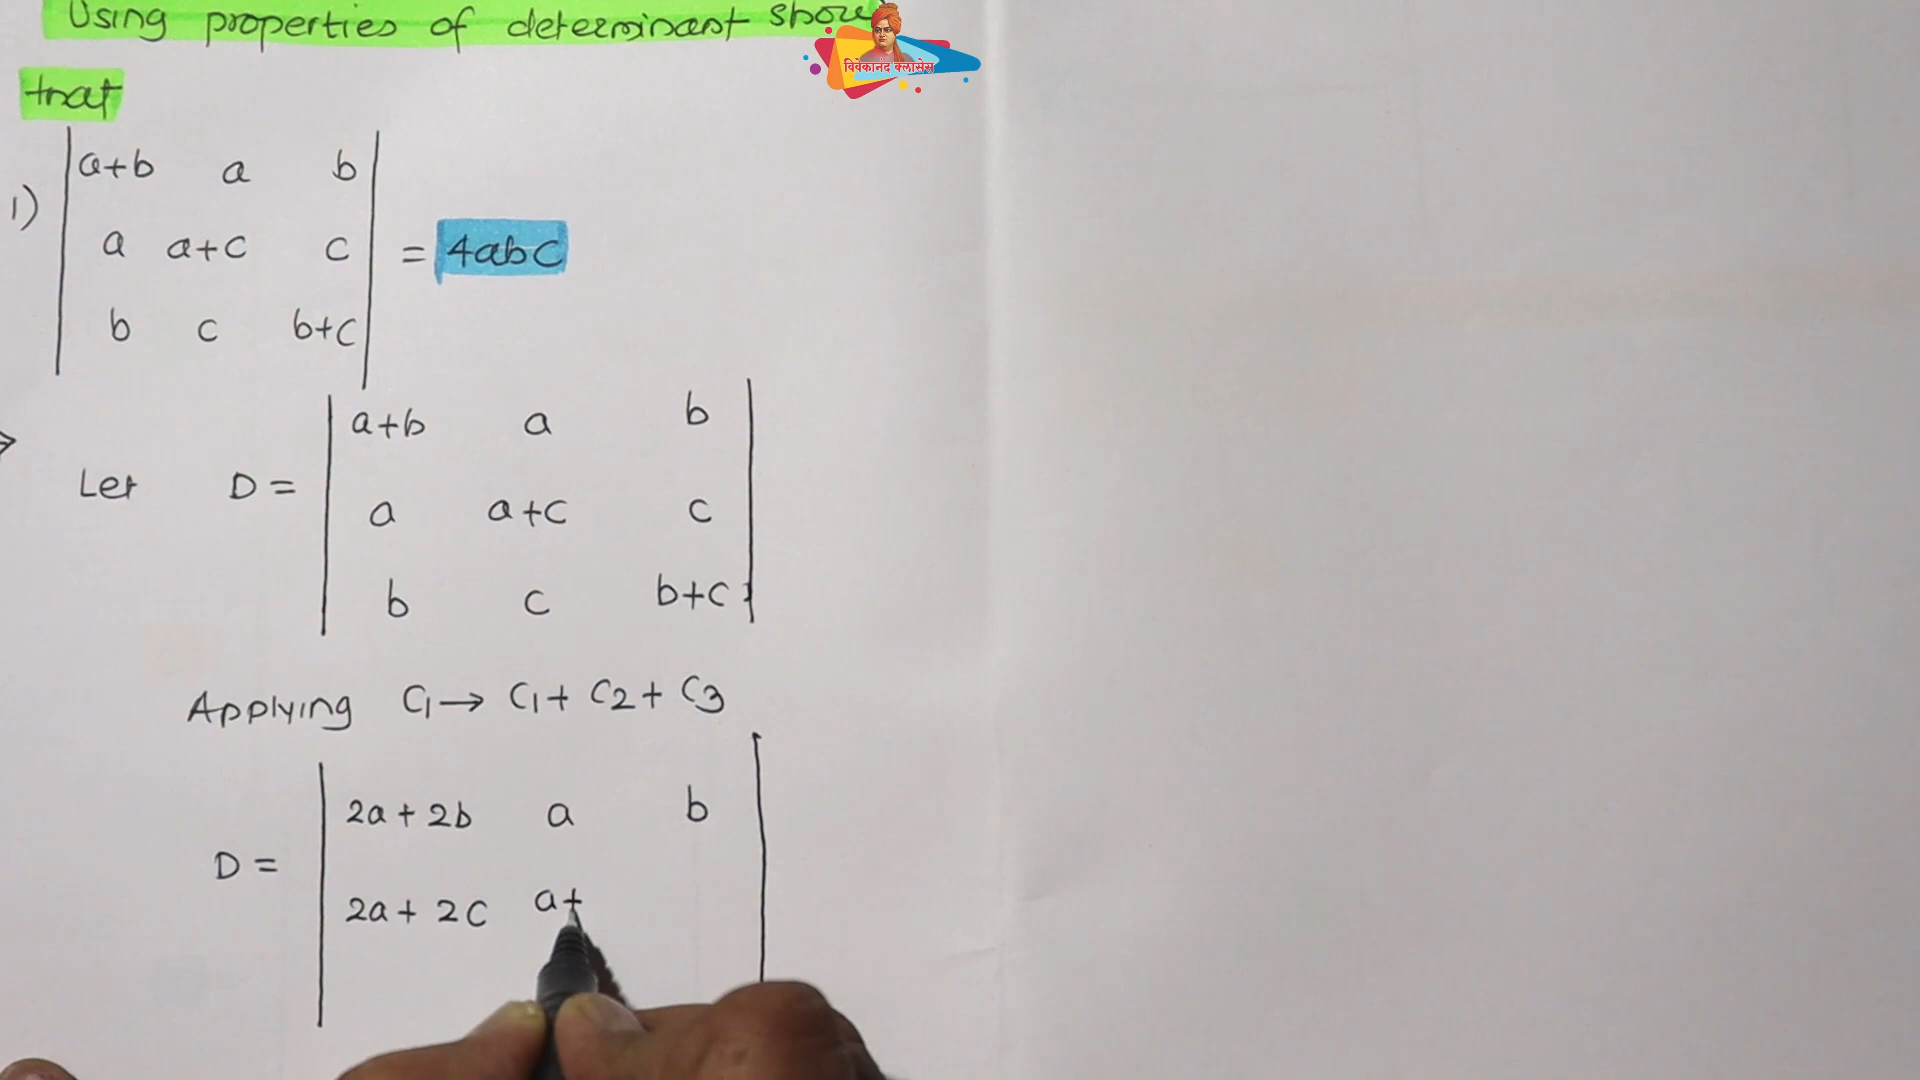 Using properties of determinant show
that
विवेकानंद क्लासेस
1) | a+b a b |
| a a+c c | = 4abc
| b c b+c |
Let D = | a+b a b |
| a a+c c |
| b c b+c |
Applying C1 → C1 + C2 + C3
D = | 2a + 2b a b |
| 2a + 2c a+